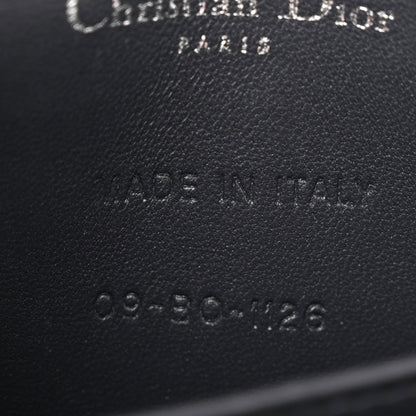 Christian Dior
PARIS
MADE IN ITALY
09-BO-1126